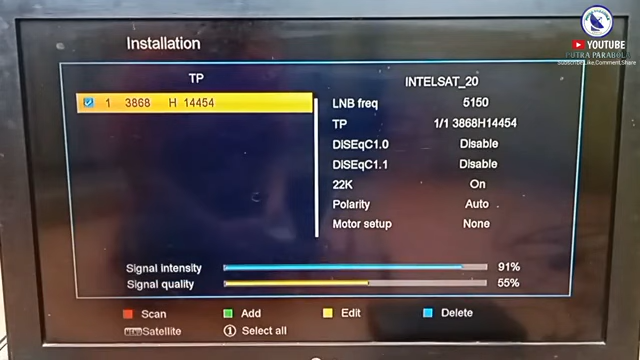 Installation
YOUTUBE
PUTRA PARABOLA
Subscribe,Like,Comment,Share
TP
INTELSAT_20
1 3868 H 14454
LNB freq 5150
TP 1/1 3868H14454
DiSEqC1.0 Disable
DiSEqC1.1 Disable
22K On
Polarity Auto
Motor setup None
Signal intensity 91%
Signal quality 55%
Scan Add Edit Delete
Satellite 1 Select all